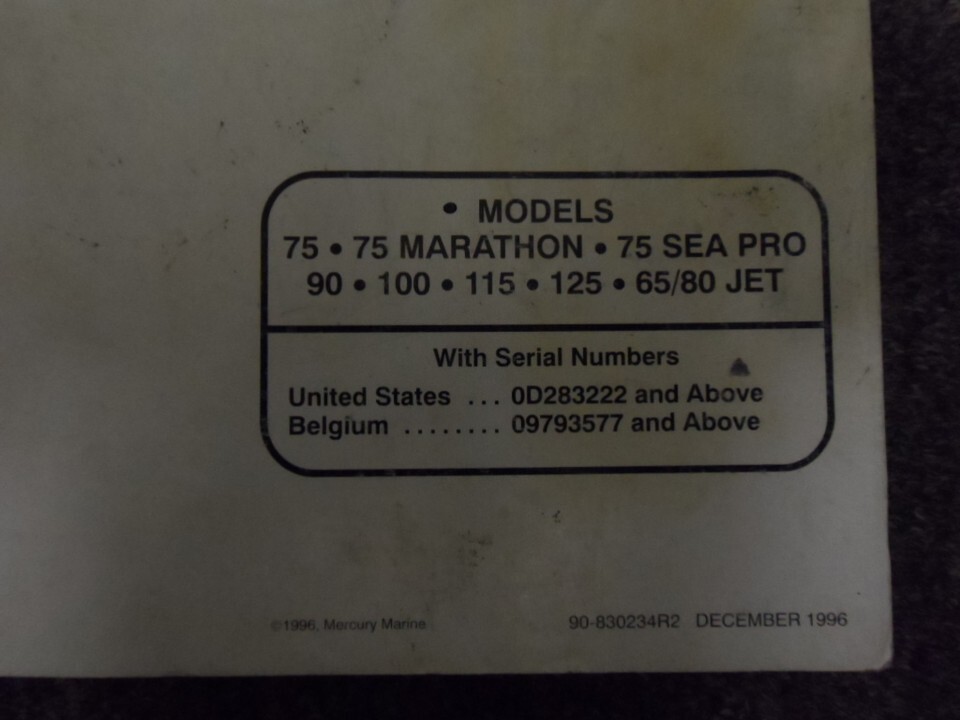 • MODELS
75 • 75 MARATHON • 75 SEA PRO
90 • 100 • 115 • 125 • 65/80 JET
With Serial Numbers
United States ... 0D283222 and Above
Belgium ........ 09793577 and Above
©1996, Mercury Marine
90-830234R2 DECEMBER 1996